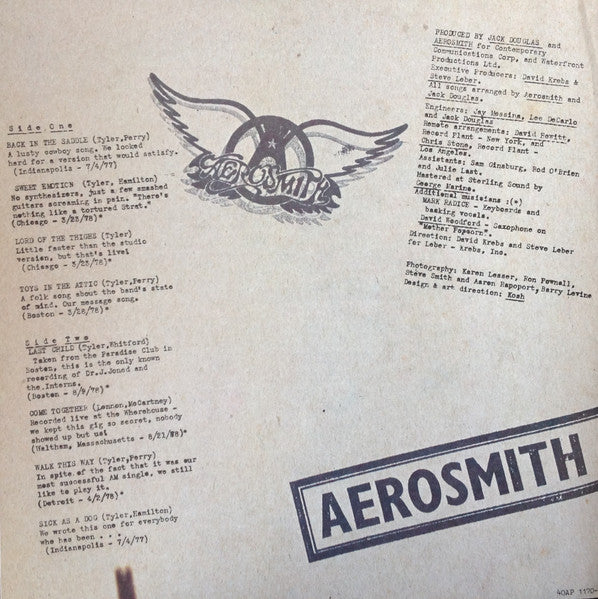 Side One
BACK IN THE SADDLE (Tyler,Perry)
A lusty cowboy song. We looked
hard for a version that would satisfy.
(Indianapolis - 7/4/77)
SWEET EMOTION (Tyler, Hamilton)
No synthesizers, just a few smashed
guitars screaming in pain. "There's
nothing like a tortured Strat."
(Chicago - 3/23/78)*
LORD OF THE THIGHS (Tyler)
Little faster than the studio
version, but that's live!
(Chicago - 3/23/78)*
TOYS IN THE ATTIC (Tyler,Perry)
A folk song about the band's state
of mind. Our message song.
(Boston - 3/28/78)*
Side Two
LAST CHILD (Tyler,Whitford)
Taken from the Paradise Club in
Boston, this is the only known
recording of Dr.J.Joned and
the.Interns.
(Boston - 8/9/78)*
COME TOGETHER (Lennon,McCartney)
Recorded live at the Wherehouse -
we kept this gig so secret, nobody
showed up but us!
(Waltham, Massachusetts - 8/21/78)*
WALK THIS WAY (Tyler,Perry)
In spite of the fact that it was our
most successful AM single, we still
like to play it.
(Detroit - 4/2/78)*
SICK AS A DOG (Tyler,Hamilton)
We wrote this one for everybody
who has been . . .
(Indianapolis - 7/4/77)
AEROSMITH
PRODUCED BY JACK DOUGLAS and
AEROSMITH for Contemporary
Communications Corp. and Waterfront
Productions Ltd.
Executive Producers: David Krebs &
Steve Leber.
All songs arranged by Aerosmith and
Jack Douglas.
Engineers: Jay Messina, Lee DeCarlo
and Jack Douglas
Remote arrangements: David Hewitt,
Record Plant - New York, and
Chris Stone, Record Plant -
Los Angeles.
Assistants: Sam Ginsburg, Rod O'Brien
and Julie Last.
Mastered at Sterling Sound by
George Marino.
Additional musicians :(*)
MARK RADICE - Keyboards and
backing vocals.
David Woodford - Saxophone on
"Mother Popcorn".
Direction: David Krebs and Steve Leber
for Leber - Krebs, Inc.
Photography: Karen Lesser, Ron Pownall,
Steve Smith and Aaron Rapoport, Barry Levine
Design & art direction: Kosh
AEROSMITH
40AP 1170-